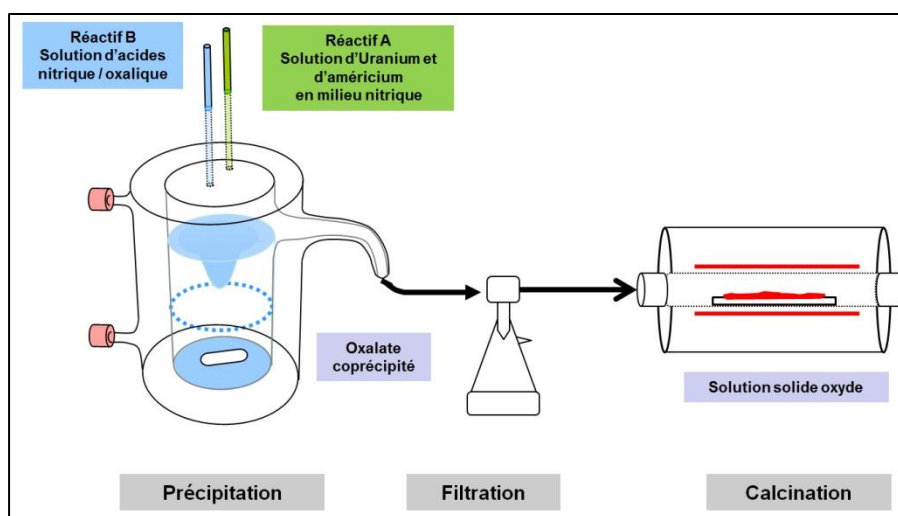 Réactif B
Solution d'acides
nitrique / oxalique
Réactif A
Solution d'Uranium et
d'américium
en milieu nitrique
Oxalate
coprécipité
Solution solide oxyde
Précipitation
Filtration
Calcination